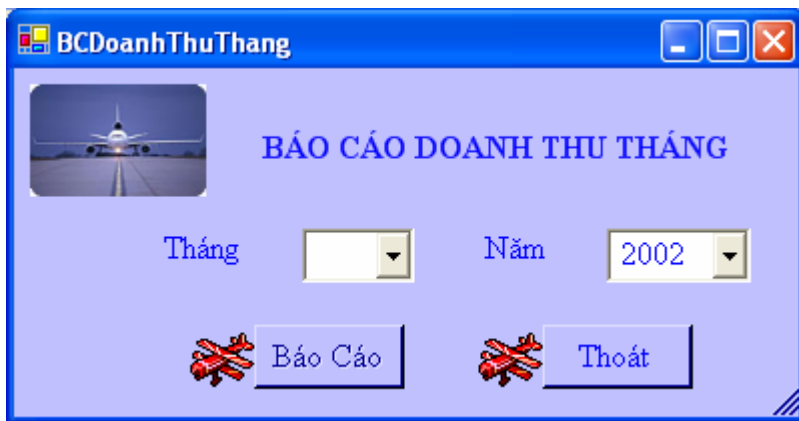 BCDoanhThuThang
BÁO CÁO DOANH THU THÁNG
Tháng Năm 2002
Báo Cáo Thoát